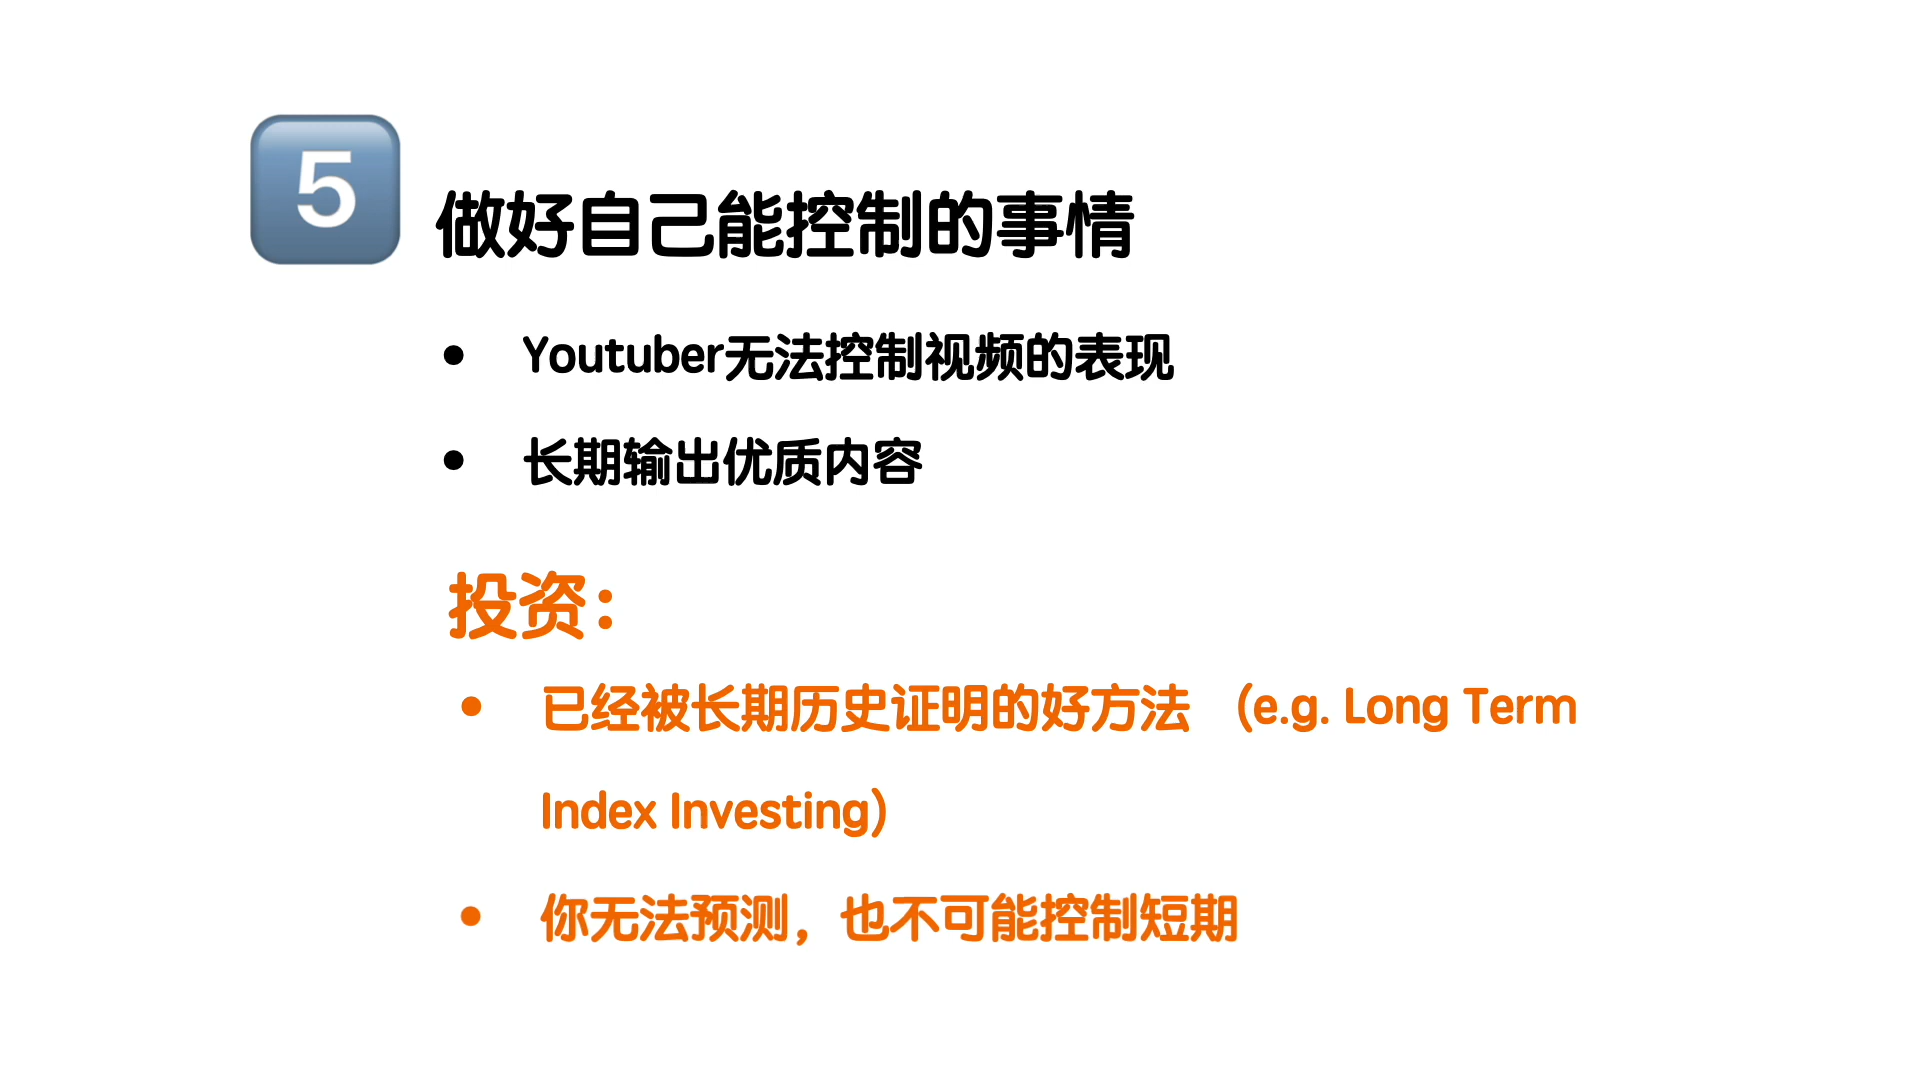 5
做好自己能控制的事情
• Youtuber无法控制视频的表现
• 长期输出优质内容
投资：
• 已经被长期历史证明的好方法 （e.g. Long Term
Index Investing）
• 你无法预测，也不可能控制短期